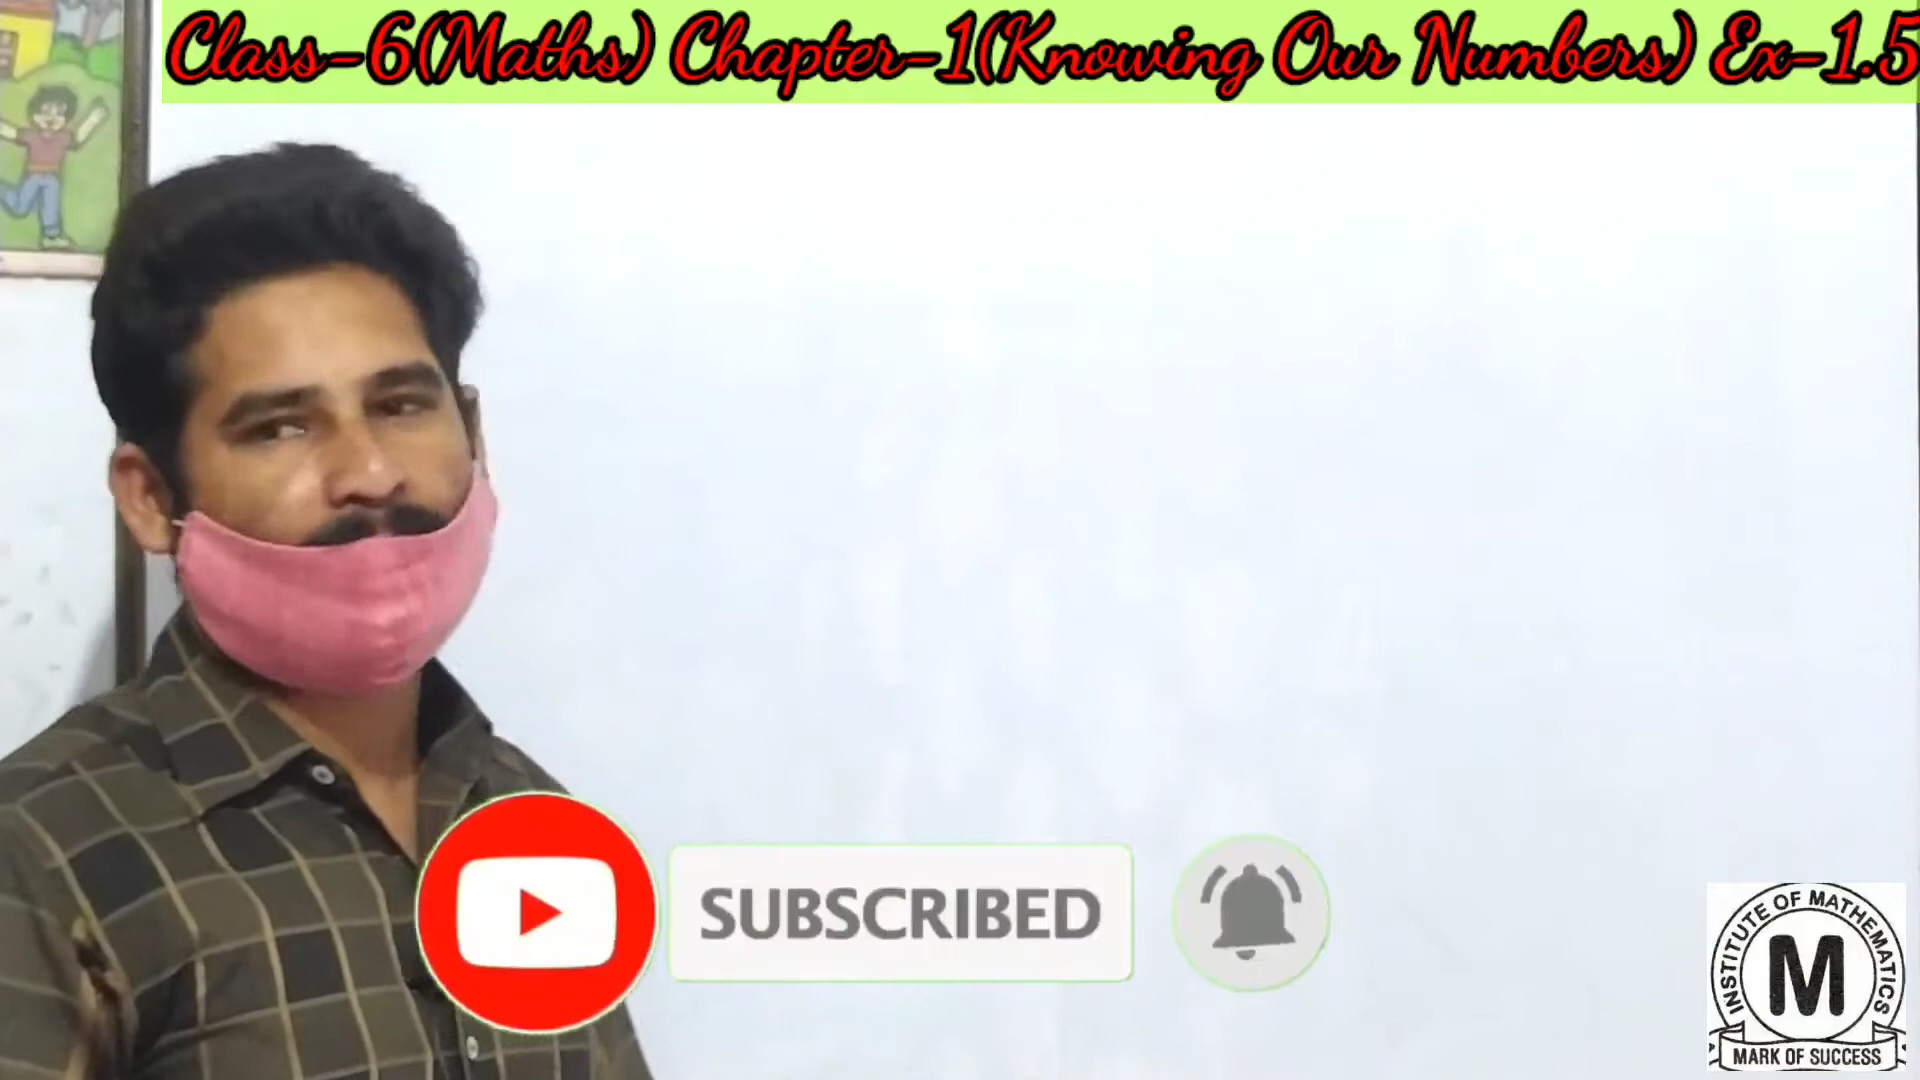 Class-6(Maths) Chapter-1(Knowing Our Numbers) Ex-1.5
SUBSCRIBED
INSTITUTE OF MATHEMATICS
M
MARK OF SUCCESS